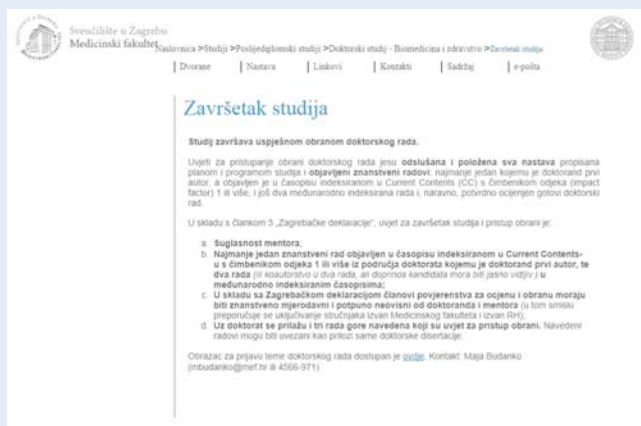 Sveučilište u Zagrebu
Medicinski fakultet
Naslovnica >Studiji >Poslijediplomski studiji >Doktorski studij - Biomedicina i zdravstvo >Završetak studija
Dvorane | Nastava | Linkovi | Kontakti | Sadržaj | e-pošta
Završetak studija
Studij završava uspješnom obranom doktorskog rada.
Uvjeti za pristupanje obrani doktorskog rada jesu odslušana i položena sva nastava propisana
planom i programom studija i objavljeni znanstveni radovi: najmanje jedan kojemu je doktorand prvi
autor, a objavljen je u časopisu indeksiranom u Current Contents (CC) s čimbenikom odjeka (impact
factor) 1 ili više; i još dva međunarodno indeksirana rada i, naravno, potvrdno ocijenjen gotovi doktorski
rad.
U skladu s člankom 3 „Zagrebačke deklaracije", uvjet za završetak studija i pristup obrani je:
a. Suglasnost mentora;
b. Najmanje jedan znanstveni rad objavljen u časopisu indeksiranom u Current Contents-
u s čimbenikom odjeka 1 ili više iz područja doktorata kojemu je doktorand prvi autor, te
dva rada (ili koautorstvo u dva rada, ali doprinos kandidata mora biti jasno vidljiv ) u
međunarodno indeksiranim časopisima;
c. U skladu sa Zagrebačkom deklaracijom članovi povjerenstva za ocjenu i obranu moraju
biti znanstveno mjerodavni i potpuno neovisni od doktoranda i mentora (u tom smislu
preporučuje se uključivanje stručnjaka izvan Medicinskog fakulteta i izvan RH);
d. Uz doktorat se prilažu i tri rada gore navedena koji su uvjet za pristup obrani. Navedeni
radovi mogu biti uvezani kao prilozi same doktorske disertacije.
Obrazac za prijavu teme doktorskog rada dostupan je ovdje. Kontakt: Maja Budanko
(mbudanko@mef.hr ili 4566-971)